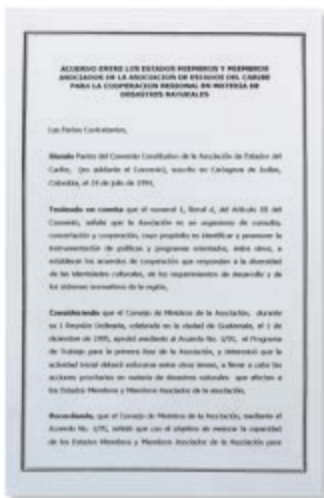 ACUERDO ENTRE LOS ESTADOS MIEMBROS Y MIEMBROS
ASOCIADOS DE LA ASOCIACION DE ESTADOS DEL CARIBE
PARA LA COOPERACION REGIONAL EN MATERIA DE
DESASTRES NATURALES
Las Partes Contratantes,
Siendo Partes del Convenio Constitutivo de la Asociación de Estados del
Caribe, (en adelante el Convenio), suscrito en Cartagena de Indias,
Colombia, el 24 de julio de 1994,
Teniendo en cuenta que el numeral 1, literal d, del Artículo III del
Convenio, señala que la Asociación es un organismo de consulta,
concertación y cooperación, cuyo propósito es identificar y promover la
instrumentación de políticas y programas orientados, entre otros, a
establecer los acuerdos de cooperación que respondan a la diversidad
de las identidades culturales, de los requerimientos de desarrollo y de
los sistemas normativos de la región,
Considerando que el Consejo de Ministros de la Asociación, durante
su I Reunión Ordinaria, celebrada en la ciudad de Guatemala, el 1 de
diciembre de 1995, aprobó mediante el Acuerdo No. 1/95, el Programa
de Trabajo para la primera fase de la Asociación, y determinó que la
actividad inicial deberá enfocarse entre otros temas, a llevar a cabo las
acciones prioritarias en materia de desastres naturales que afecten a
los Estados Miembros y Miembros Asociados de la Asociación,
Recordando, que el Consejo de Ministros de la Asociación, mediante el
Acuerdo No. señaló que con el objetivo de mejorar la capacidad
de los Estados Miembros y Miembros Asociados de la Asociación para